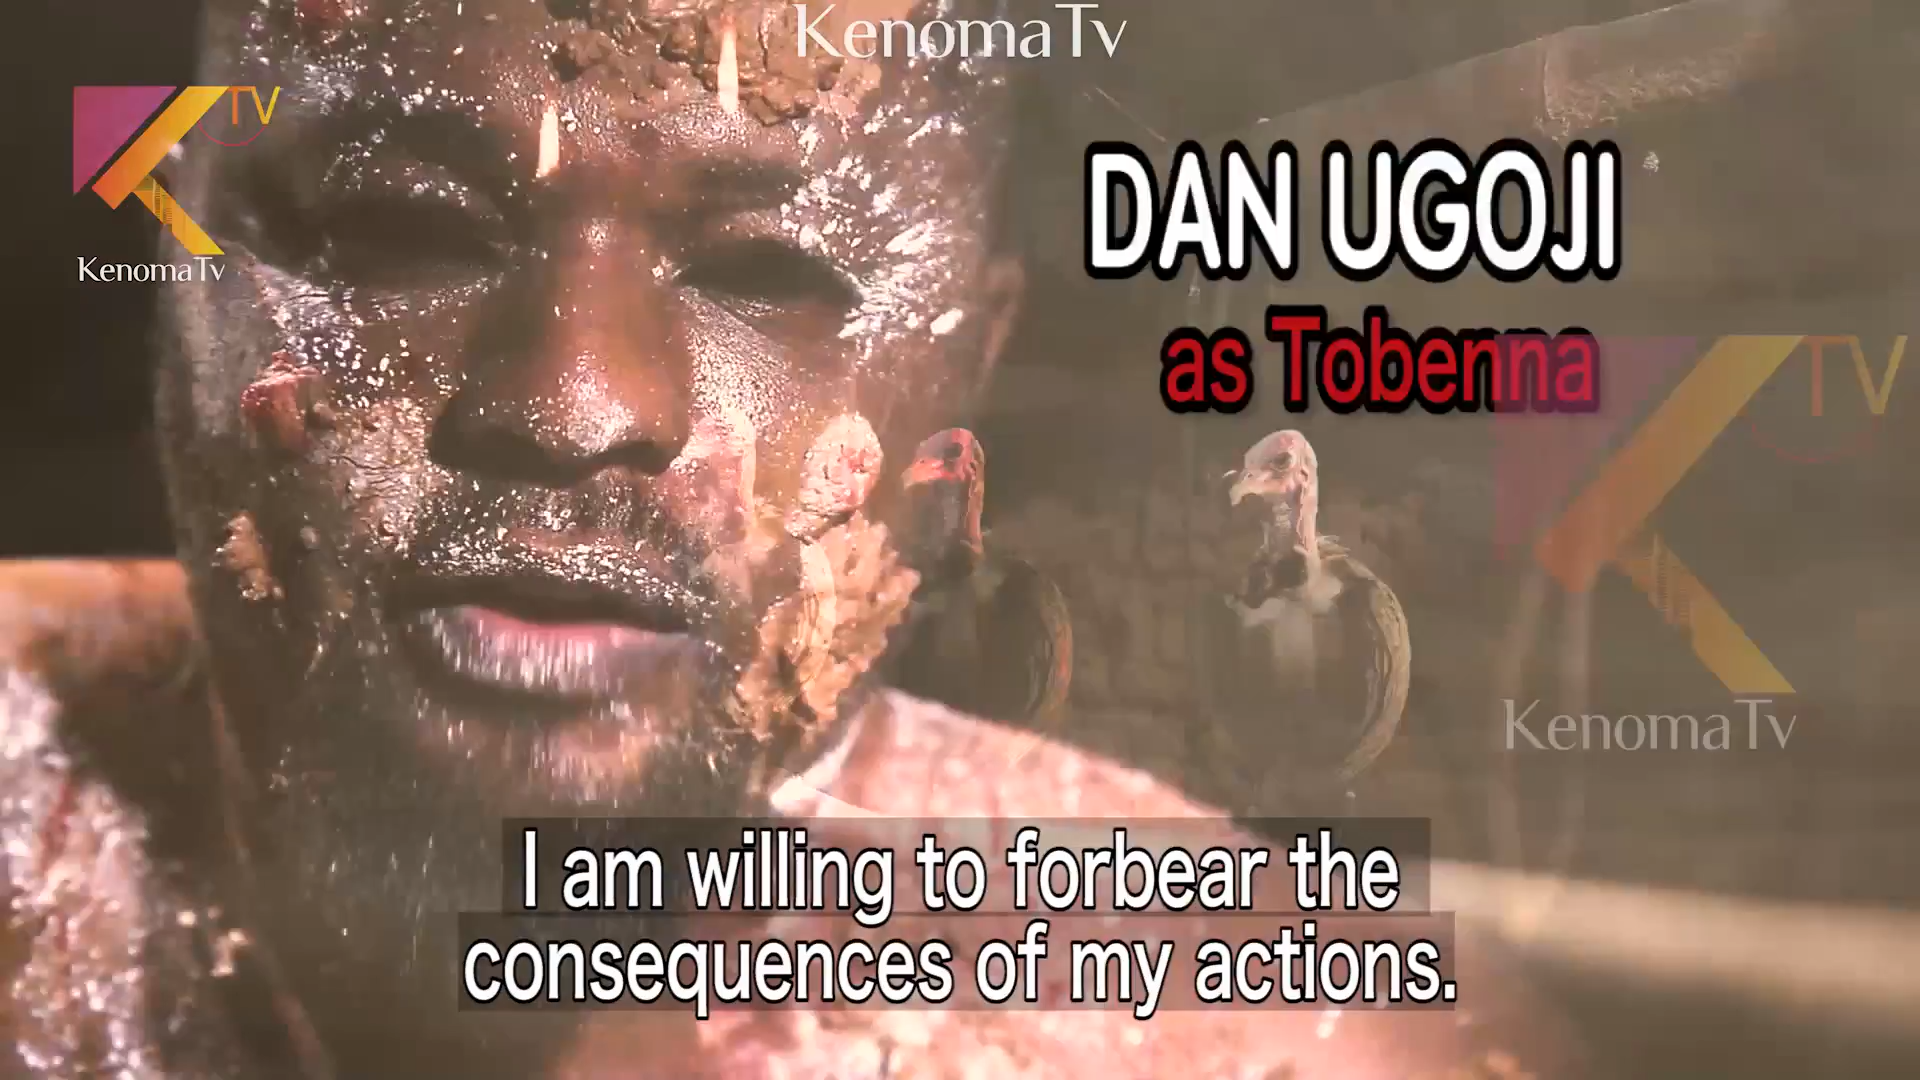 KenomaTv
TV
KenomaTv
DAN UGOJI
as Tobenna
TV
KenomaTv
I am willing to forbear the
consequences of my actions.